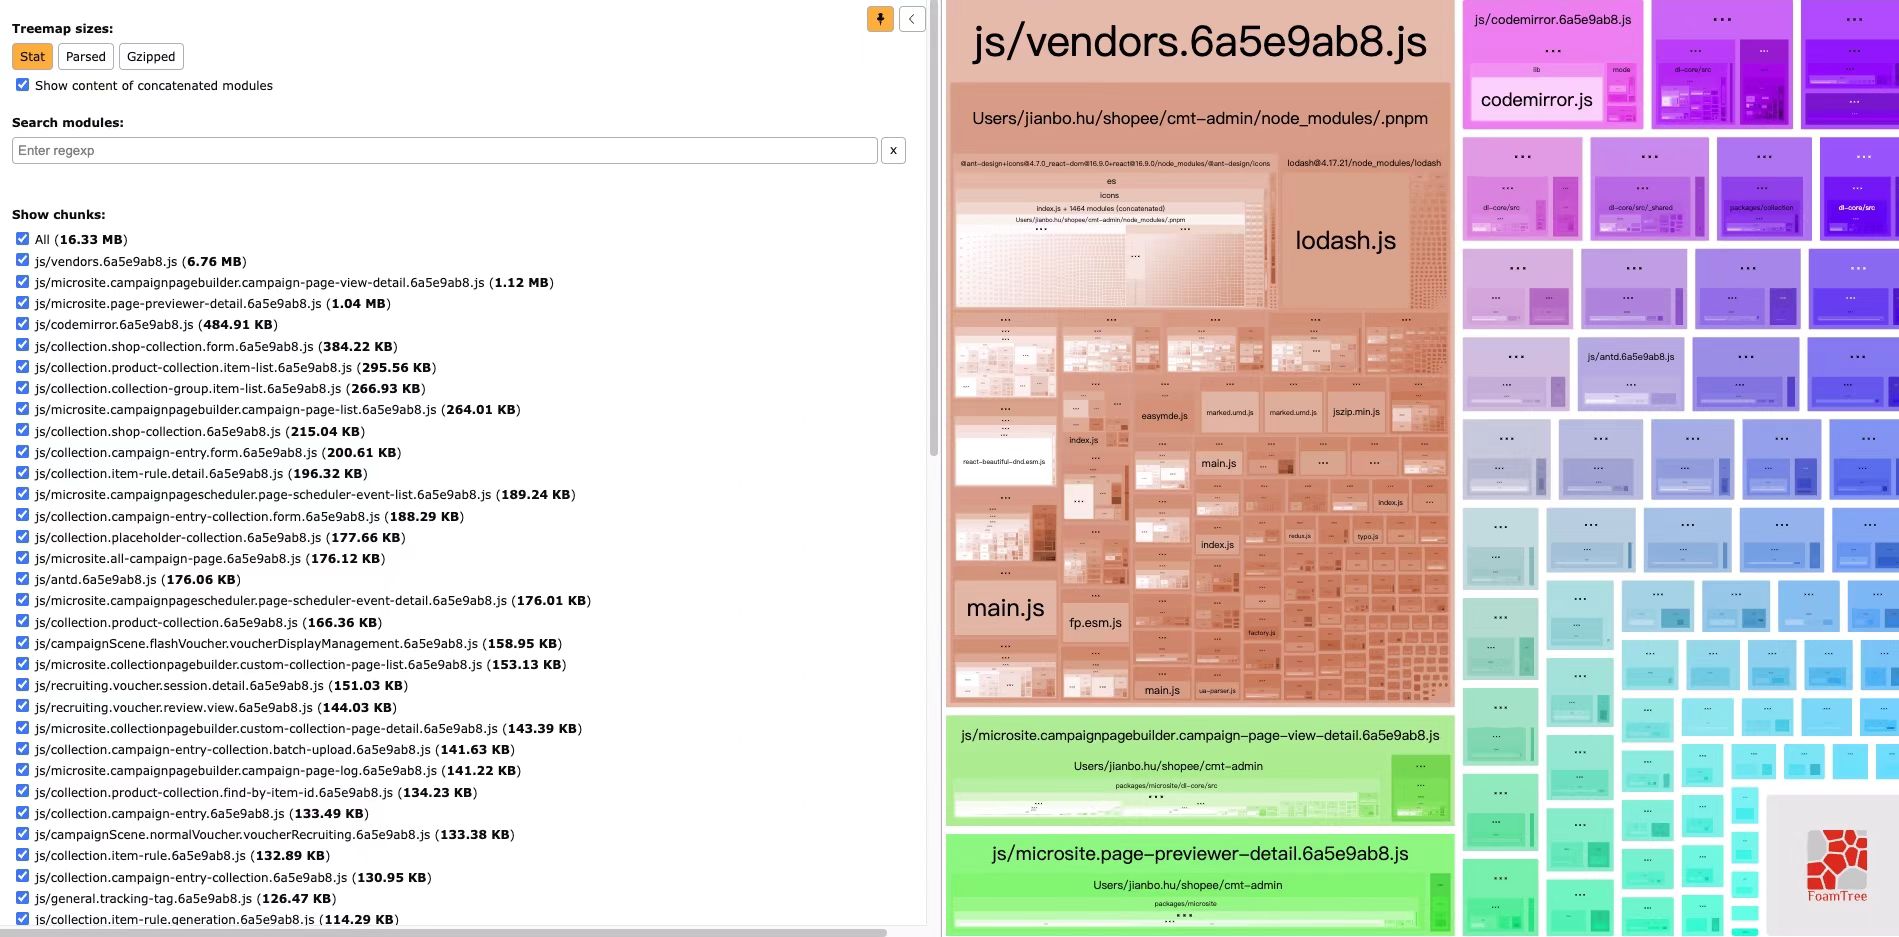 Treemap sizes:
Stat
Parsed
Gzipped
Show content of concatenated modules
Search modules:
Enter regexp
x
Show chunks:
All (16.33 MB)
js/vendors.6a5e9ab8.js (6.76 MB)
js/microsite.campaignpagebuilder.campaign-page-view-detail.6a5e9ab8.js (1.12 MB)
js/microsite.page-previewer-detail.6a5e9ab8.js (1.04 MB)
js/codemirror.6a5e9ab8.js (484.91 KB)
js/collection.shop-collection.form.6a5e9ab8.js (384.22 KB)
js/collection.product-collection.item-list.6a5e9ab8.js (295.56 KB)
js/collection.collection-group.item-list.6a5e9ab8.js (266.93 KB)
js/microsite.campaignpagebuilder.campaign-page-list.6a5e9ab8.js (264.01 KB)
js/collection.shop-collection.6a5e9ab8.js (215.04 KB)
js/collection.campaign-entry.form.6a5e9ab8.js (200.61 KB)
js/collection.item-rule.detail.6a5e9ab8.js (196.32 KB)
js/microsite.campaignpagescheduler.page-scheduler-event-list.6a5e9ab8.js (189.24 KB)
js/collection.campaign-entry-collection.form.6a5e9ab8.js (188.29 KB)
js/collection.placeholder-collection.6a5e9ab8.js (177.66 KB)
js/microsite.all-campaign-page.6a5e9ab8.js (176.12 KB)
js/antd.6a5e9ab8.js (176.06 KB)
js/microsite.campaignpagescheduler.page-scheduler-event-detail.6a5e9ab8.js (176.01 KB)
js/collection.product-collection.6a5e9ab8.js (166.36 KB)
js/campaignScene.flashVoucher.voucherDisplayManagement.6a5e9ab8.js (158.95 KB)
js/microsite.collectionpagebuilder.custom-collection-page-list.6a5e9ab8.js (153.13 KB)
js/recruiting.voucher.session.detail.6a5e9ab8.js (151.03 KB)
js/recruiting.voucher.review.view.6a5e9ab8.js (144.03 KB)
js/microsite.collectionpagebuilder.custom-collection-page-detail.6a5e9ab8.js (143.39 KB)
js/collection.campaign-entry-collection.batch-upload.6a5e9ab8.js (141.63 KB)
js/microsite.campaignpagebuilder.campaign-page-log.6a5e9ab8.js (141.22 KB)
js/collection.product-collection.find-by-item-id.6a5e9ab8.js (134.23 KB)
js/collection.campaign-entry.6a5e9ab8.js (133.49 KB)
js/campaignScene.normalVoucher.voucherRecruiting.6a5e9ab8.js (133.38 KB)
js/collection.item-rule.6a5e9ab8.js (132.89 KB)
js/collection.campaign-entry-collection.6a5e9ab8.js (130.95 KB)
js/general.tracking-tag.6a5e9ab8.js (126.47 KB)
js/collection.item-rule.generation.6a5e9ab8.js (114.29 KB)
js/vendors.6a5e9ab8.js
Users/jianbo.hu/shopee/cmt-admin/node_modules/.pnpm
@ant-design+icons@4.7.0_react-dom@16.9.0+react@16.9.0/node_modules/@ant-design/icons
lodash@4.17.21/node_modules/lodash
es
icons
index.js + 1464 modules (concatenated)
Users/jianbo.hu/shopee/cmt-admin/node_modules/.pnpm
lodash.js
easymde.js
marked.umd.js
marked.umd.js
jszip.min.js
index.js
react-beautiful-dnd.esm.js
main.js
index.js
index.js
redux.js
typo.js
main.js
fp.esm.js
factory.js
main.js
ua-parser.js
js/microsite.campaignpagebuilder.campaign-page-view-detail.6a5e9ab8.js
Users/jianbo.hu/shopee/cmt-admin
packages/microsite/dl-core/src
js/microsite.page-previewer-detail.6a5e9ab8.js
Users/jianbo.hu/shopee/cmt-admin
packages/microsite
js/codemirror.6a5e9ab8.js
lib
mode
codemirror.js
dl-core/src
dl-core/src
dl-core/src/_shared
packages/collection
dl-core/src
js/antd.6a5e9ab8.js
FoamTree